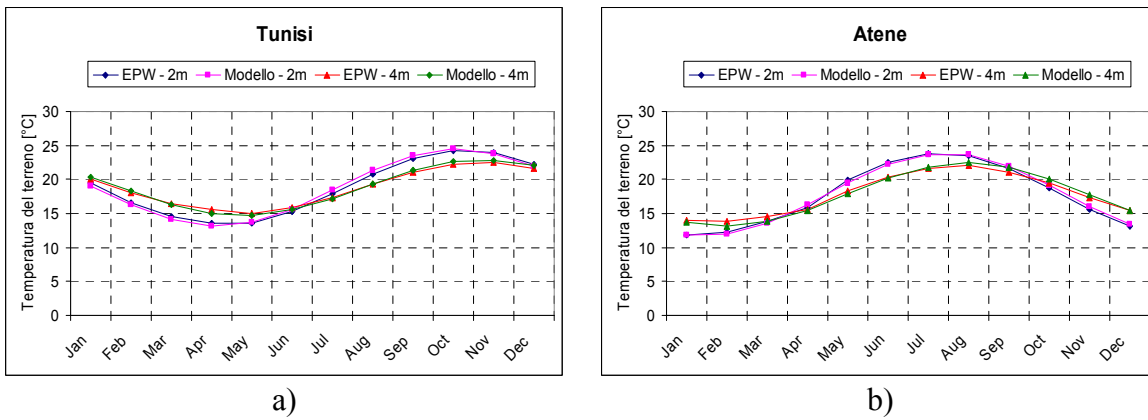 Tunisi
EPW - 2m Modello - 2m EPW - 4m Modello - 4m
Temperatura del terreno [°C]
30
25
20
15
10
5
0
Jan Feb Mar Apr May Jun Jul Aug Sep Oct Nov Dec
a)
Atene
EPW - 2m Modello - 2m EPW - 4m Modello - 4m
Temperatura del terreno [°C]
30
25
20
15
10
5
0
Jan Feb Mar Apr May Jun Jul Aug Sep Oct Nov Dec
b)